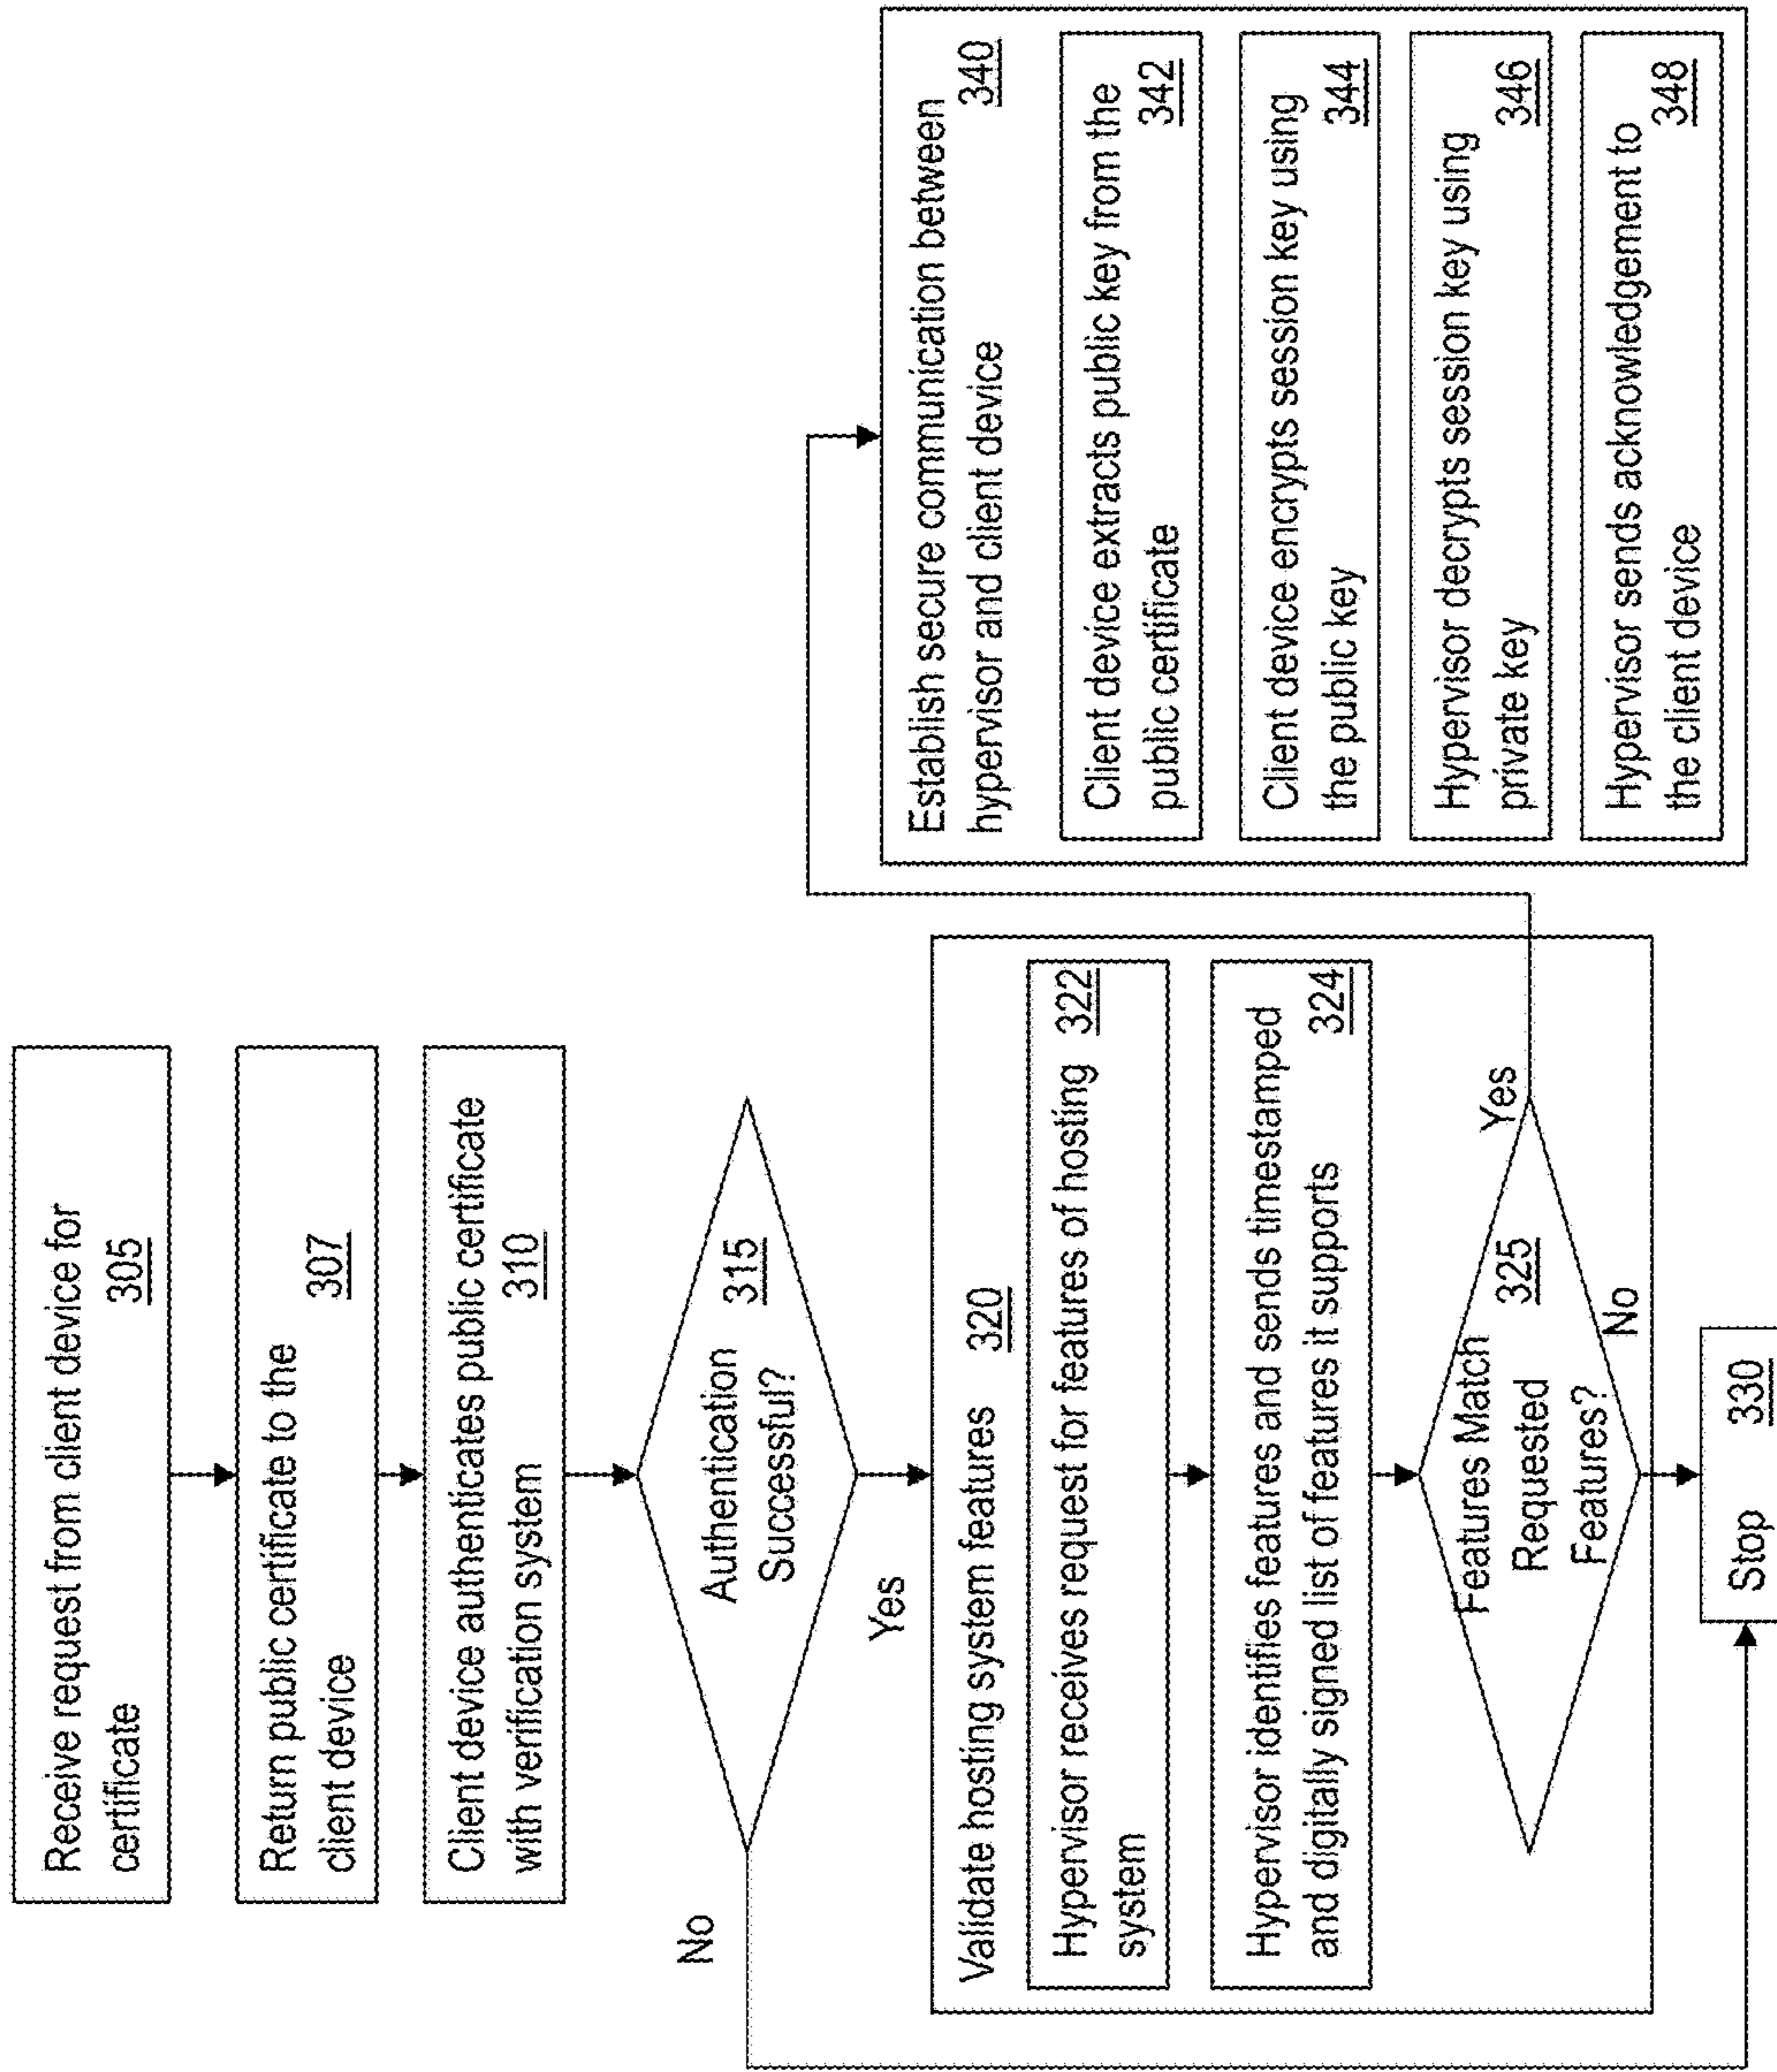 Receive request from client device for
certificate 305
Return public certificate to the
client device 307
Client device authenticates public certificate
with verification system 310
Authentication 315
Successful?
No
Yes
Validate hosting system features 320
Hypervisor receives request for features of hosting
system 322
Hypervisor identifies features and sends timestamped
and digitally signed list of features it supports 324
Features Match
Requested 325
Features?
Yes
No
Stop 330
Establish secure communication between
hypervisor and client device 340
Client device extracts public key from the
public certificate 342
Client device encrypts session key using
the public key 344
Hypervisor decrypts session key using
private key 346
Hypervisor sends acknowledgement to
the client device 348